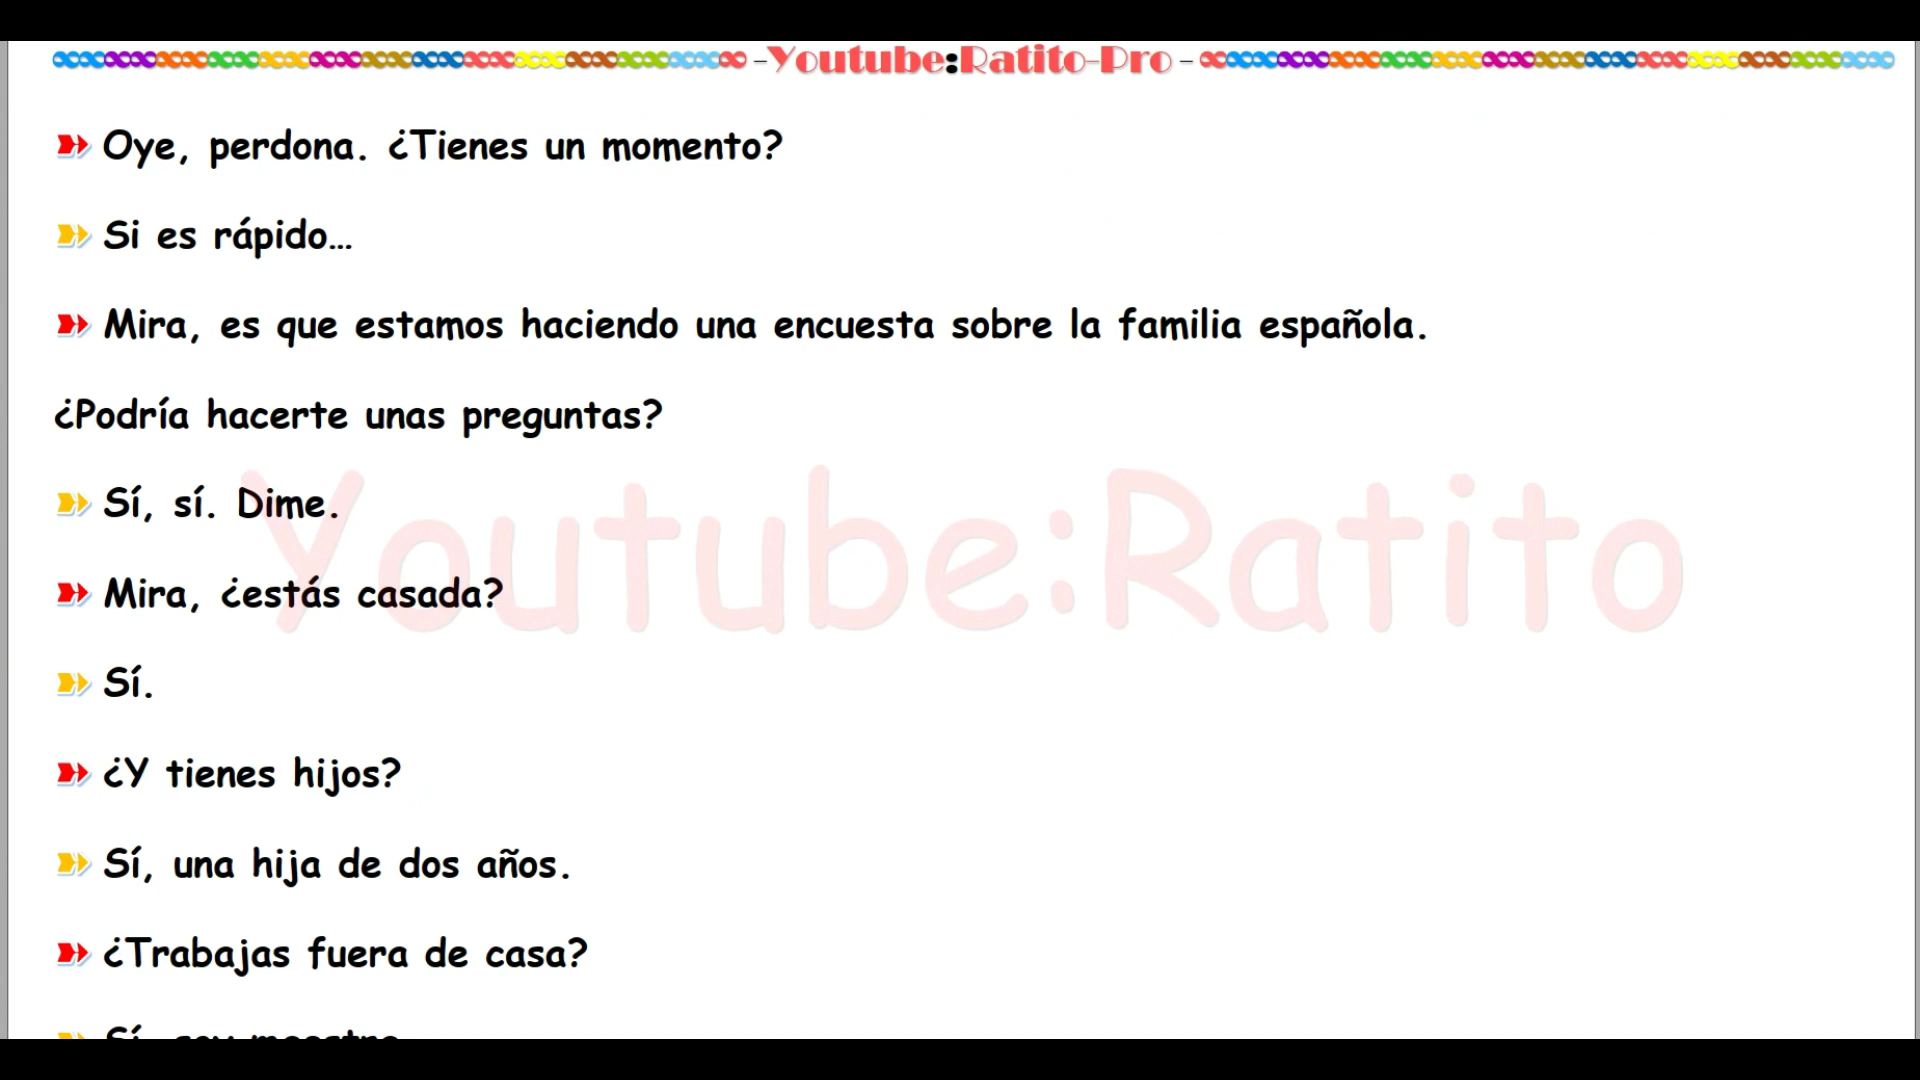 -Youtube:Ratito-Pro -
Oye, perdona. ¿Tienes un momento?
Si es rápido...
Mira, es que estamos haciendo una encuesta sobre la familia española.
¿Podría hacerte unas preguntas?
Sí, sí. Dime.
Youtube:Ratito
Mira, ¿estás casada?
Sí.
¿Y tienes hijos?
Sí, una hija de dos años.
¿Trabajas fuera de casa?
Sí, soy